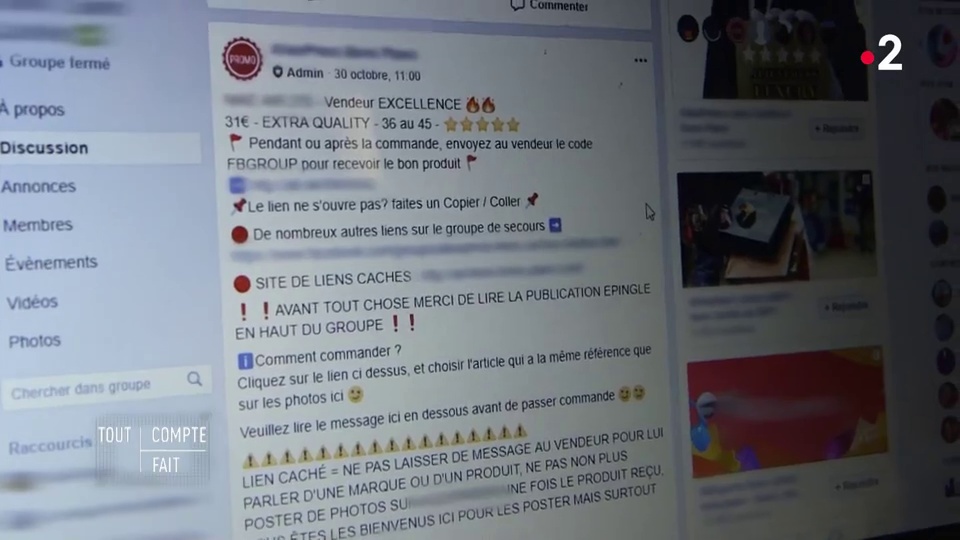 Commenter
2
Groupe fermé
À propos
Discussion
Annonces
Membres
Évènements
Vidéos
Photos
Chercher dans groupe
Raccourcis
PROMO
Admin · 30 octobre, 11:00
Vendeur EXCELLENCE 🔥🔥
31€ - EXTRA QUALITY - 36 au 45 - ⭐⭐⭐⭐⭐
🚩 Pendant ou après la commande, envoyez au vendeur le code
FBGROUP pour recevoir le bon produit 🚩
📌Le lien ne s'ouvre pas? faites un Copier / Coller 📌
🔴 De nombreux autres liens sur le groupe de secours ➡
🔴 SITE DE LIENS CACHES
❗ ❗AVANT TOUT CHOSE MERCI DE LIRE LA PUBLICATION EPINGLE
EN HAUT DU GROUPE ❗❗
ℹ Comment commander ?
Cliquez sur le lien ci dessus, et choisir l'article qui a la même référence que
sur les photos ici 😉
Veuillez lire le message ici en dessous avant de passer commande 😉😉
⚠⚠⚠⚠⚠⚠⚠⚠⚠⚠⚠⚠⚠⚠⚠
LIEN CACHÉ = NE PAS LAISSER DE MESSAGE AU VENDEUR POUR LUI
PARLER D'UNE MARQUE OU D'UN PRODUIT, NE PAS NON PLUS
POSTER DE PHOTOS SU NE FOIS LE PRODUIT REÇU.
ÊTES LES BIENVENUS ICI POUR LES POSTER MAIS SURTOUT
+ Rejoindre
+ Rejoindre
+ Rejoindre
TOUT COMPTE
FAIT